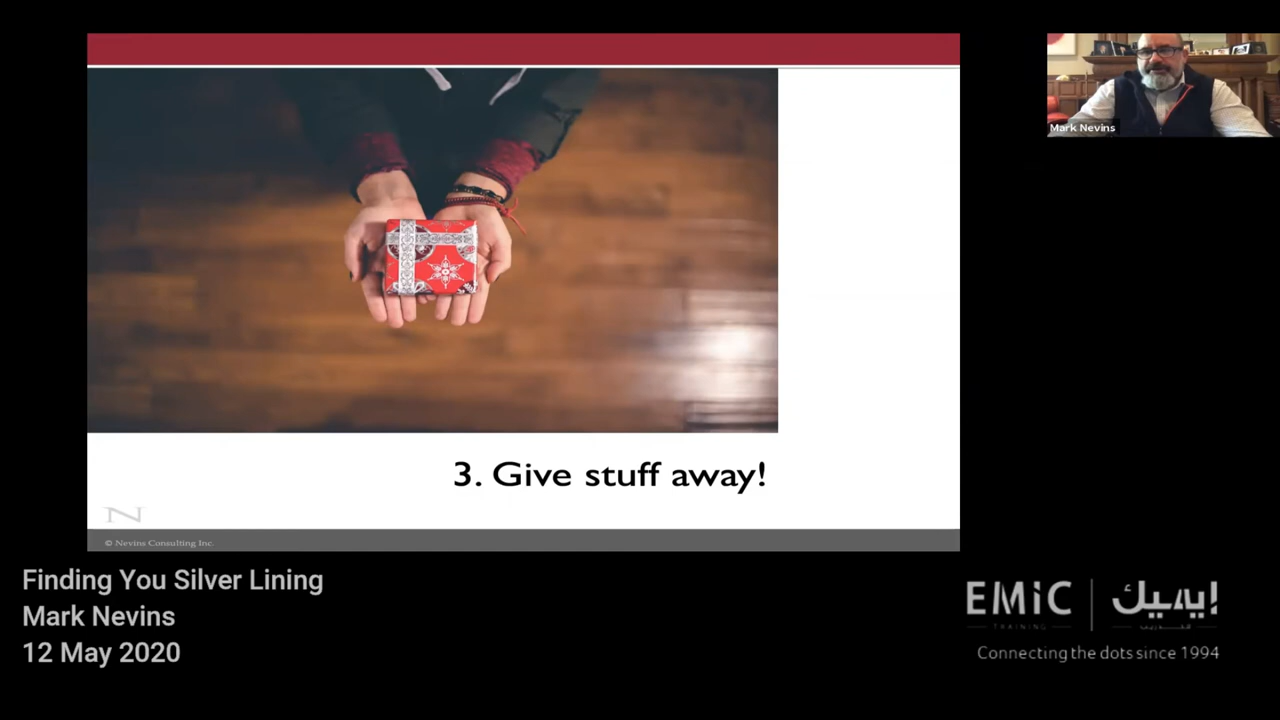 Mark Nevins
3. Give stuff away!
N
© Nevins Consulting Inc.
Finding You Silver Lining
Mark Nevins
12 May 2020
EMiC | إيميك
TRAINING
Connecting the dots since 1994